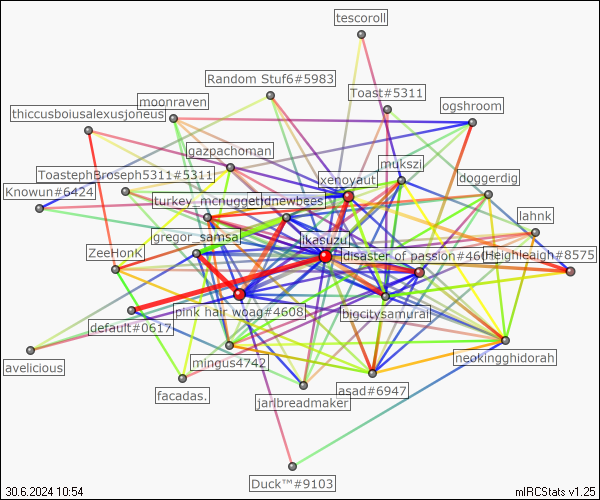 tescoroll
Random Stuf6#5983
Toast#5311
moonraven
ogshroom
thiccusboiusalexusjoneus
gazpachoman
mukszi
ToastephBroseph5311#5311
xenoyaut
doggerdig
Knowun#6424
turkey_mcnugget
jdnewbees
lahnk
gregor_samsa
ikasuzu
ZeeHonK
disaster of passion#460
Heighleaigh#8575
pink hair woag#4608
bigcitysamurai
default#0617
neokingghidorah
avelicious
mingus4742
asad#6947
facadas.
jarlbreadmaker
Duck™#9103
30.6.2024 10:54
mIRCStats v1.25